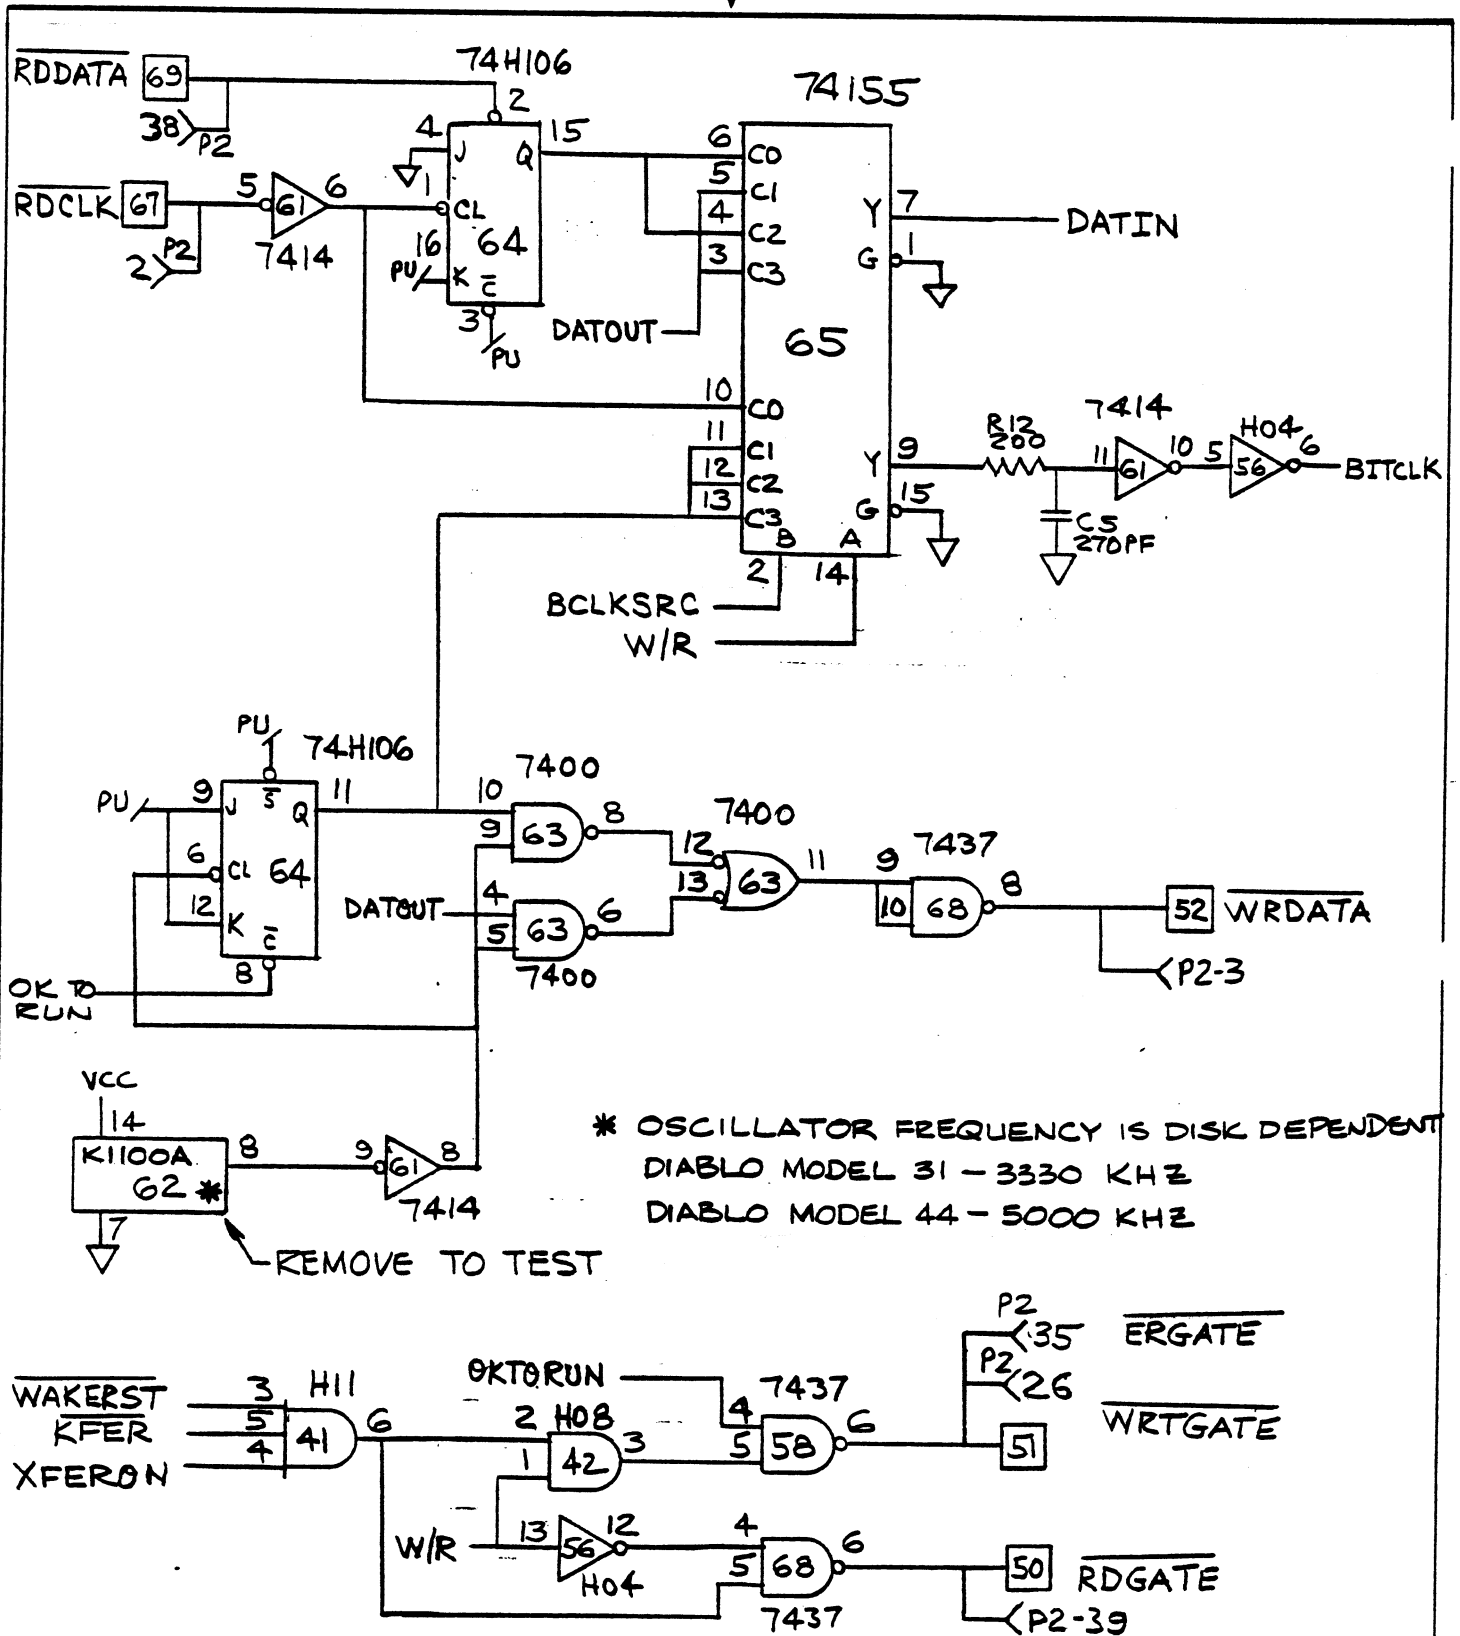 74H106
74155
RDDATA 69
2
38 P2
4 J Q 15
6 C0
5 C1
RDCLK 67 5 61 6 1 CL
4 C2
Y 7 DATIN
P2 7414 16 64
3 C3
G 1
2 PU K C
3 PU
DATOUT
65
10 C0
7414
R12 200
H04
11 C1
12 C2
Y 9
11 61 10 5 56 6 BITCLK
13 C3
G 15
C5
270PF
B A
2 14
BCLKSRC
W/R
PU
74H106
7400
PU 9 J S Q 11 10
9 63 8
7400
7437
6 CL 64
12
13 63 11
9
10 68 8
52 WRDATA
12 K C
DATOUT 4
5 63 6
7400
8
P2-3
OK TO
RUN
VCC
14
K1100A
62 *
8 9 61 8
7414
7
REMOVE TO TEST
* OSCILLATOR FREQUENCY IS DISK DEPENDENT
DIABLO MODEL 31 - 3330 KHZ
DIABLO MODEL 44 - 5000 KHZ
P2
35 ERGATE
P2
26
WRTGATE
51
OKTORUN
7437
4
5 58 6
WAKERST 3 H11
KFER 5 41 6
XFERON 4
2 H08
1 42 3
W/R 13 56 12
H04
4
5 68 6
7437
50 RDGATE
P2-39